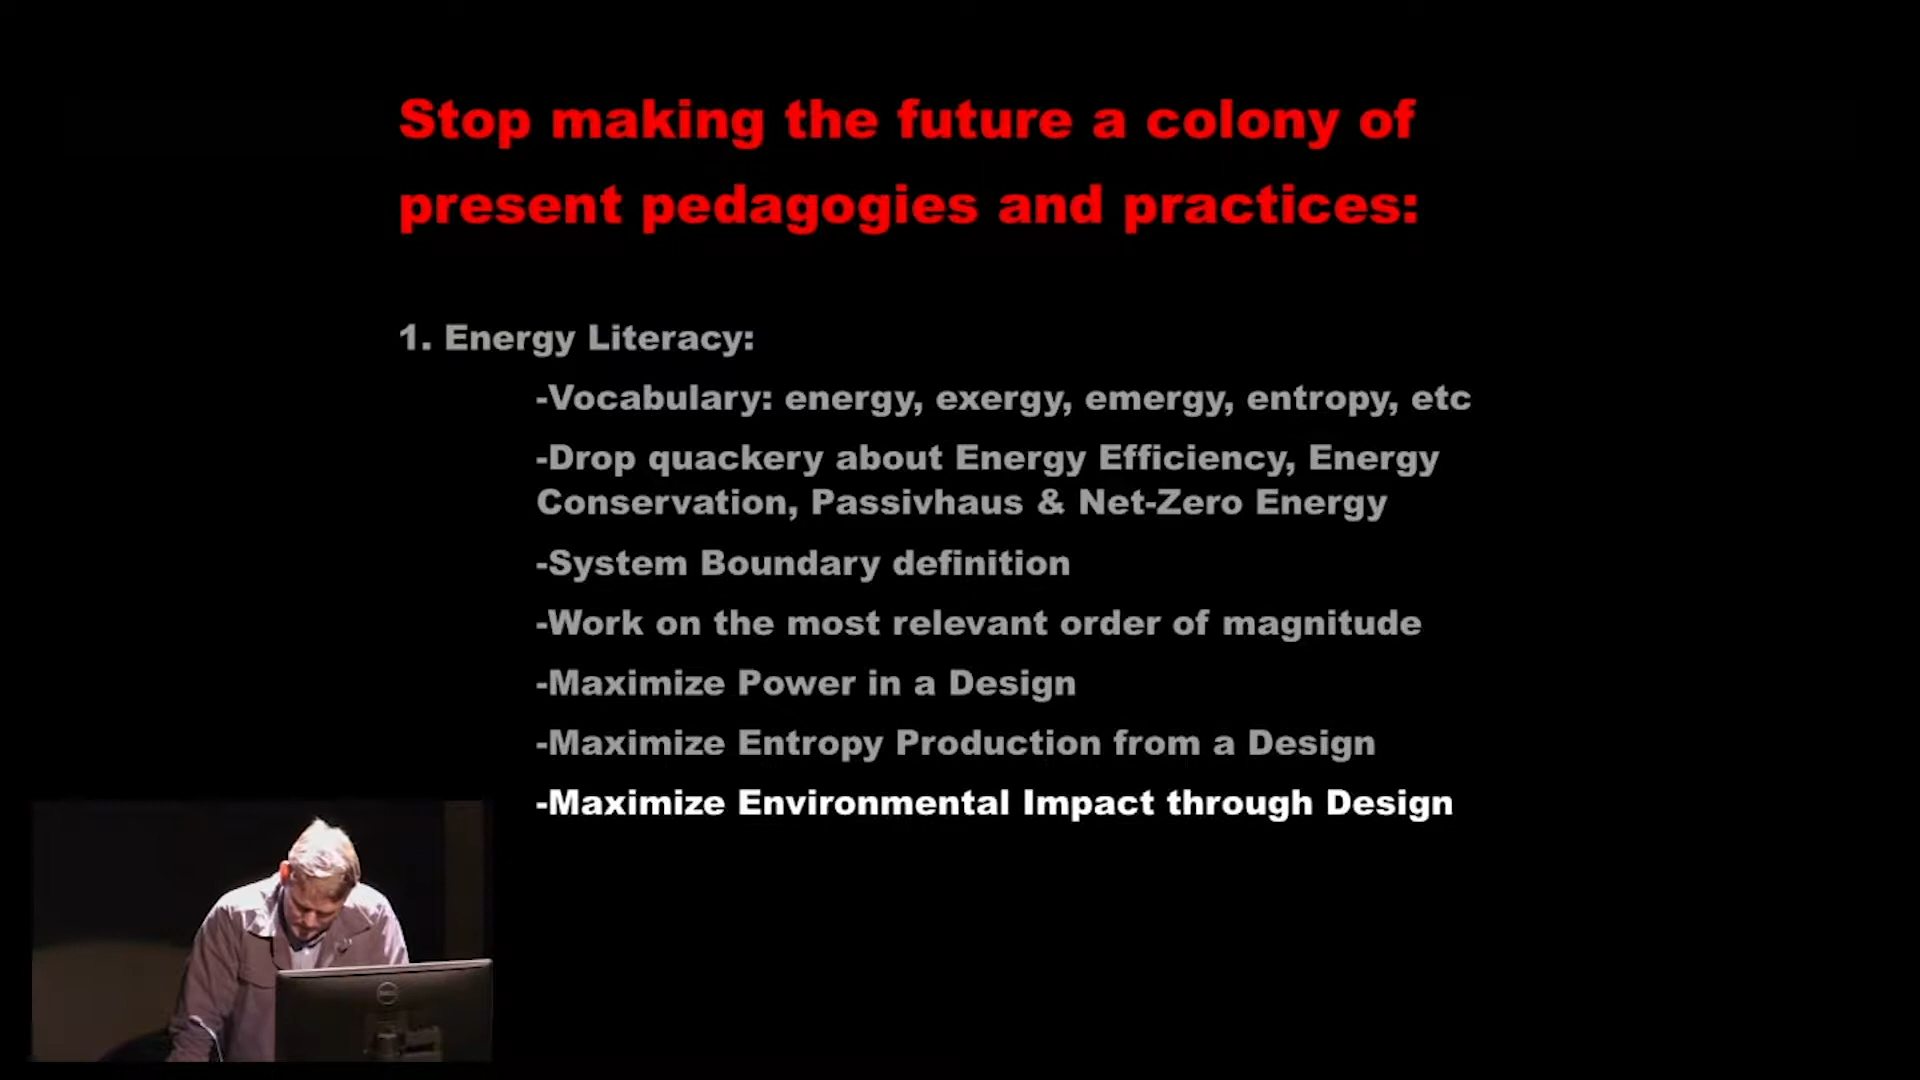 Stop making the future a colony of
present pedagogies and practices:
1. Energy Literacy:
-Vocabulary: energy, exergy, emergy, entropy, etc
-Drop quackery about Energy Efficiency, Energy
Conservation, Passivhaus & Net-Zero Energy
-System Boundary definition
-Work on the most relevant order of magnitude
-Maximize Power in a Design
-Maximize Entropy Production from a Design
-Maximize Environmental Impact through Design
DELL